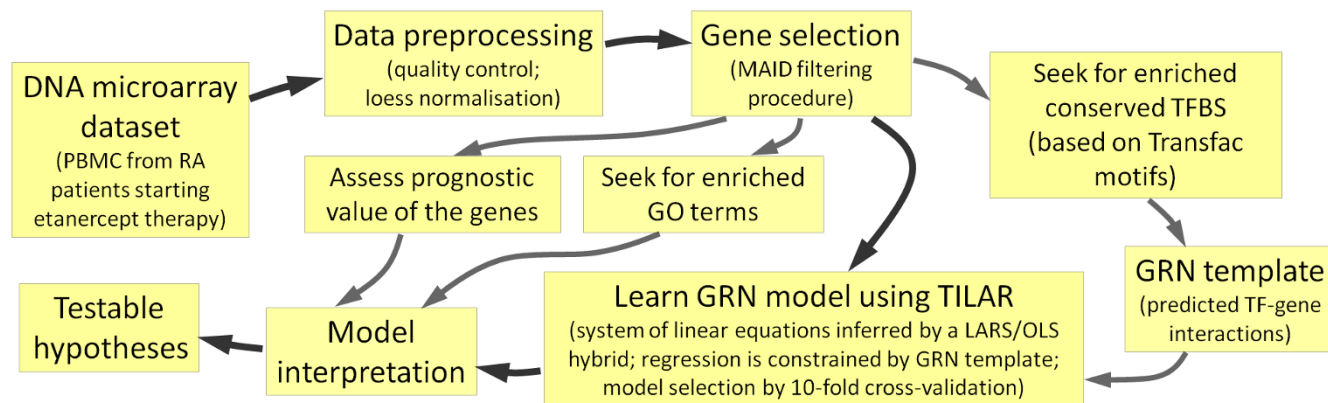 DNA microarray
dataset
(PBMC from RA
patients starting
etanercept therapy)
Data preprocessing
(quality control;
loess normalisation)
Gene selection
(MAID filtering
procedure)
Seek for enriched
conserved TFBS
(based on Transfac
motifs)
Assess prognostic
value of the genes
Seek for enriched
GO terms
GRN template
(predicted TF-gene
interactions)
Learn GRN model using TILAR
(system of linear equations inferred by a LARS/OLS
hybrid; regression is constrained by GRN template;
model selection by 10-fold cross-validation)
Model
interpretation
Testable
hypotheses